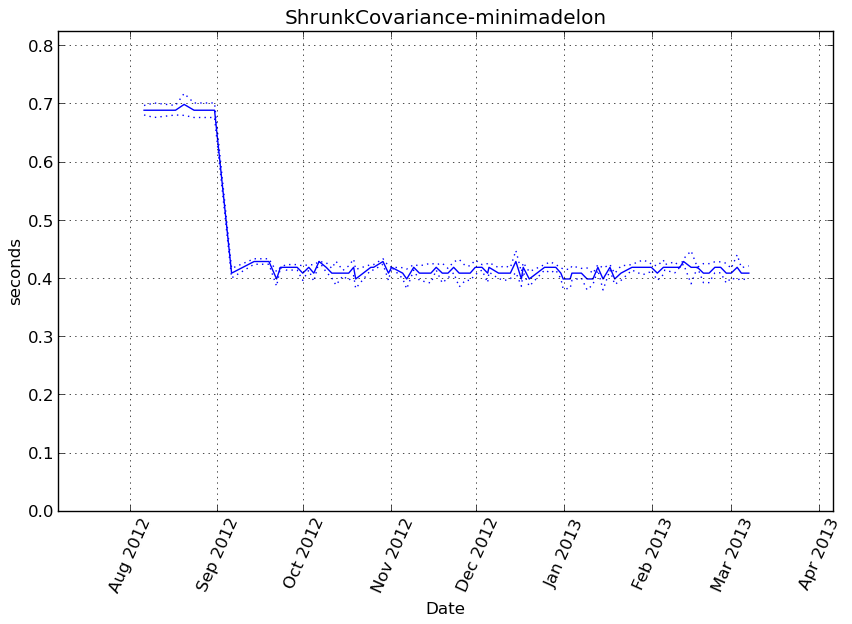 ShrunkCovariance-minimadelon
0.8
0.7
0.6
0.5
0.4
0.3
0.2
0.1
0.0
seconds
Aug 2012
Sep 2012
Oct 2012
Nov 2012
Dec 2012
Jan 2013
Feb 2013
Mar 2013
Apr 2013
Date